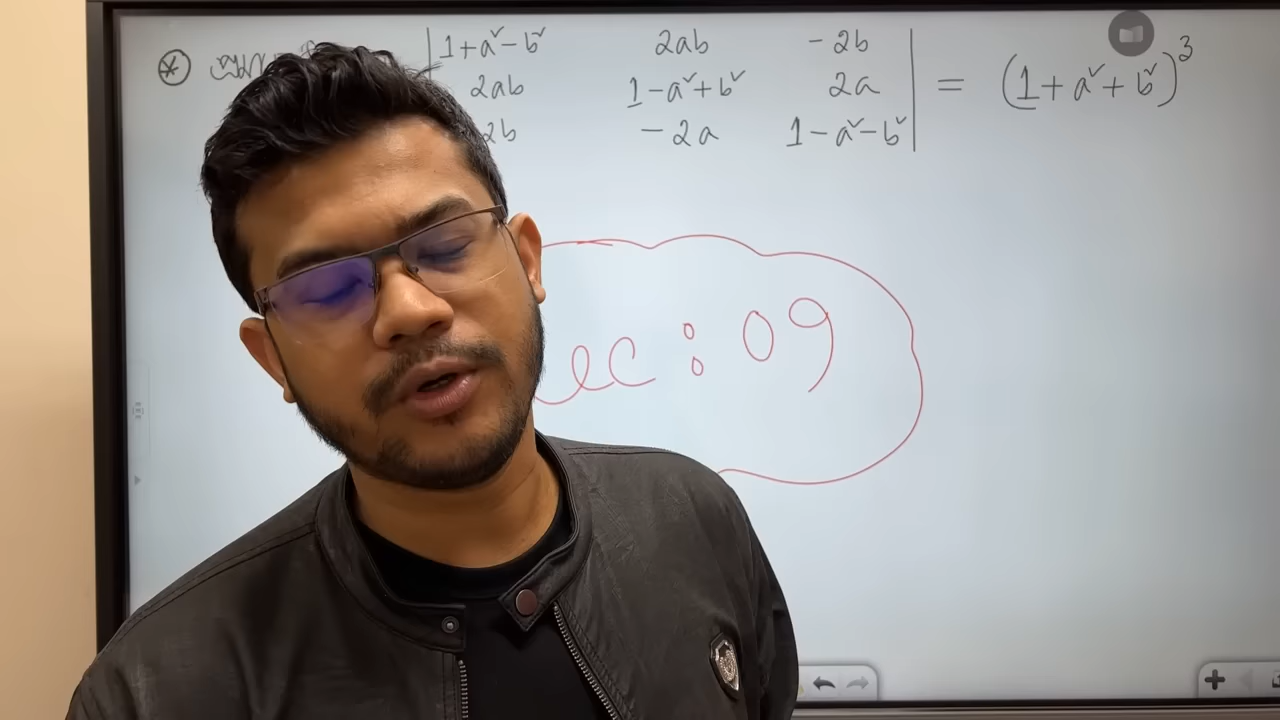 1+a²-b² 2ab -2b
2ab 1-a²+b² 2a = (1+a²+b²)³
2b -2a 1-a²-b²
ec : 09